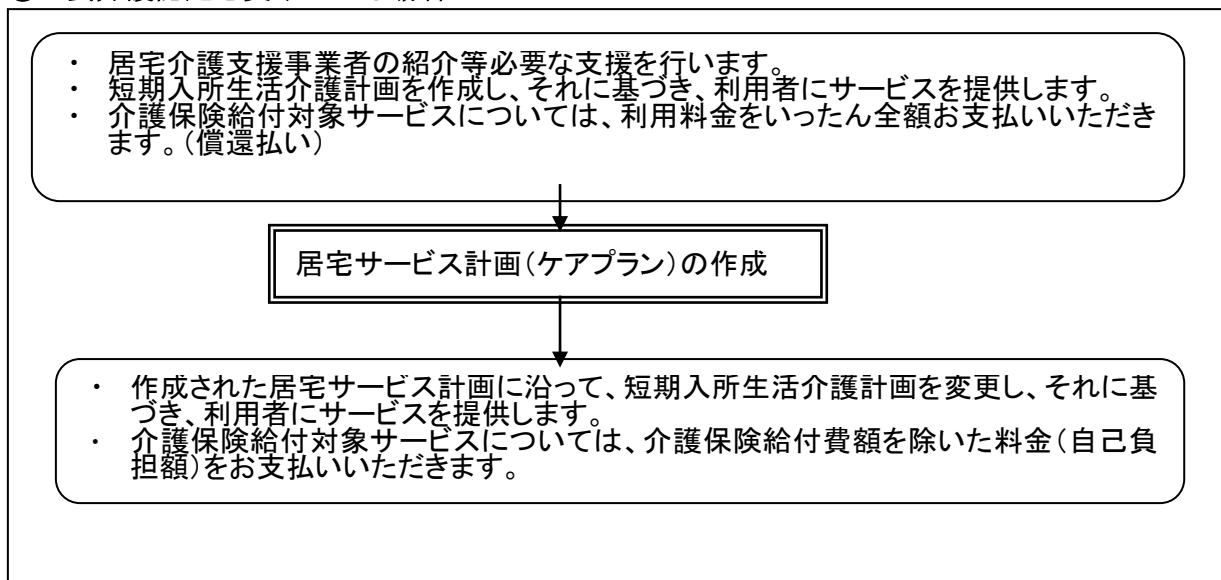 ・ 居宅介護支援事業者の紹介等必要な支援を行います。
・ 短期入所生活介護計画を作成し、それに基づき、利用者にサービスを提供します。
・ 介護保険給付対象サービスについては、利用料金をいったん全額お支払いいただき
ます。(償還払い)
居宅サービス計画(ケアプラン)の作成
・ 作成された居宅サービス計画に沿って、短期入所生活介護計画を変更し、それに基
づき、利用者にサービスを提供します。
・ 介護保険給付対象サービスについては、介護保険給付費額を除いた料金(自己負
担額)をお支払いいただきます。